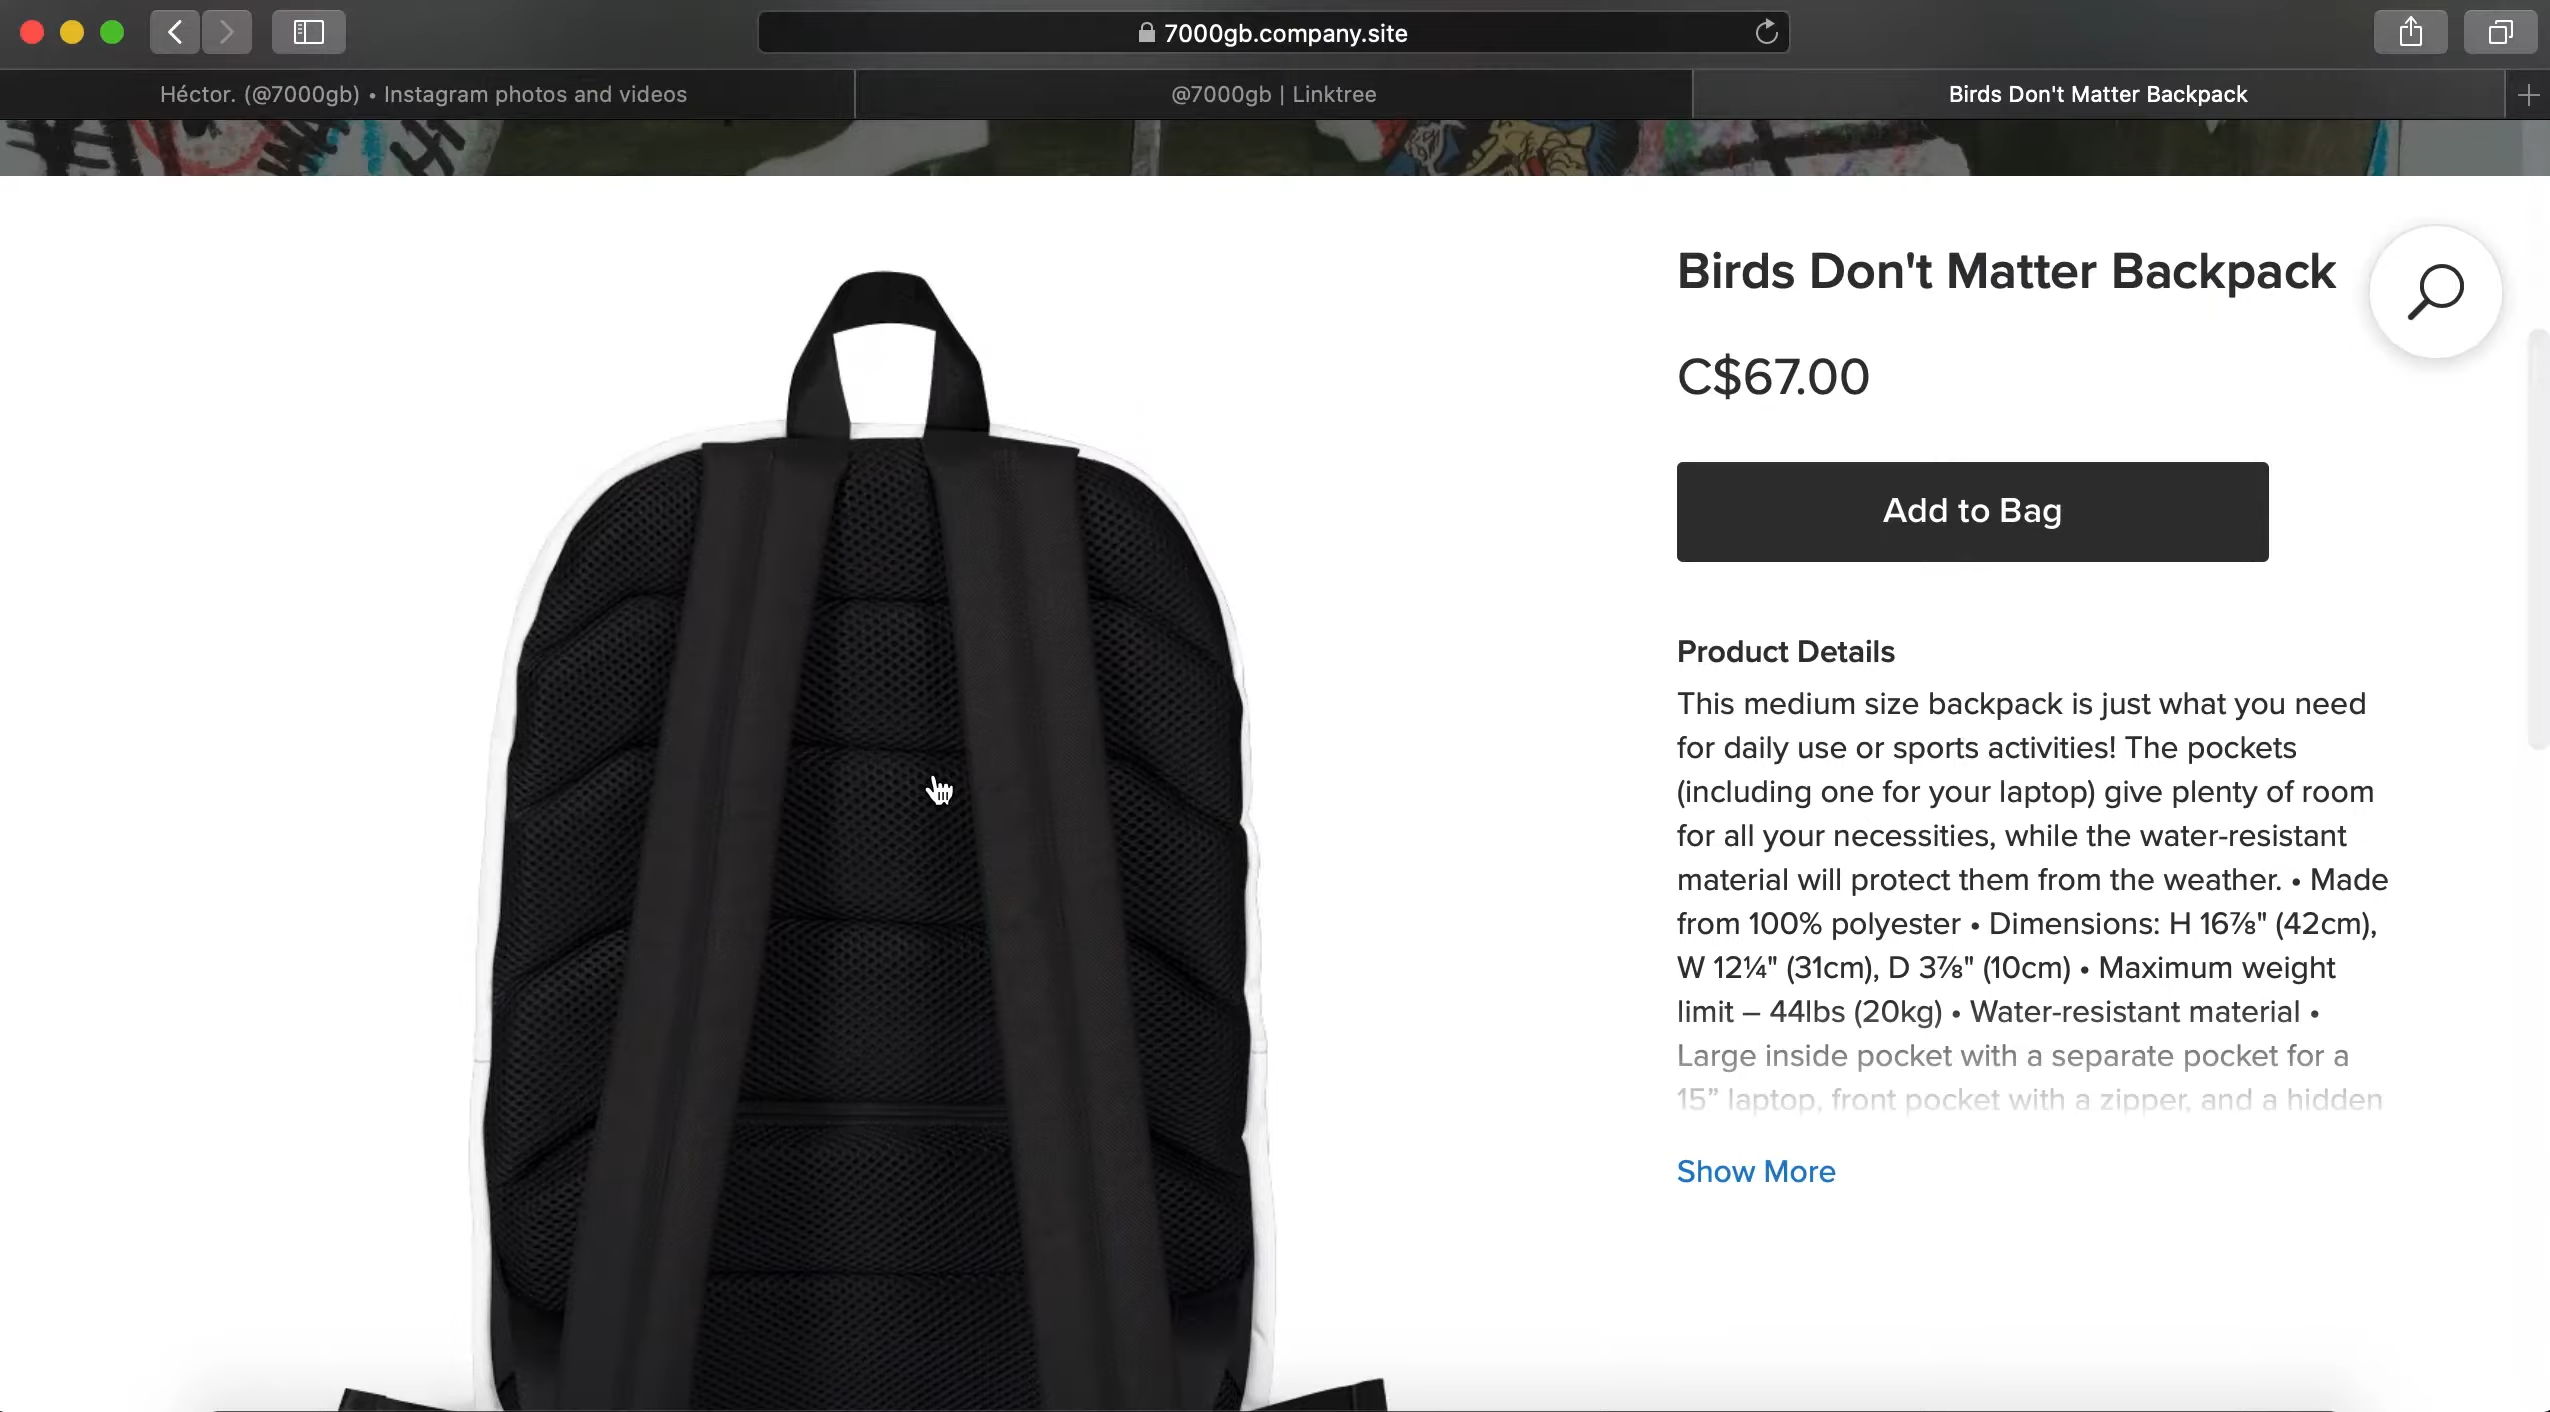 7000gb.company.site
Héctor. (@7000gb) • Instagram photos and videos
@7000gb | Linktree
Birds Don't Matter Backpack
Birds Don't Matter Backpack
C$67.00
Add to Bag
Product Details
This medium size backpack is just what you need
for daily use or sports activities! The pockets
(including one for your laptop) give plenty of room
for all your necessities, while the water-resistant
material will protect them from the weather. • Made
from 100% polyester • Dimensions: H 16⅞" (42cm),
W 12¼" (31cm), D 3⅞" (10cm) • Maximum weight
limit – 44lbs (20kg) • Water-resistant material •
Large inside pocket with a separate pocket for a
15” laptop, front pocket with a zipper, and a hidden
Show More